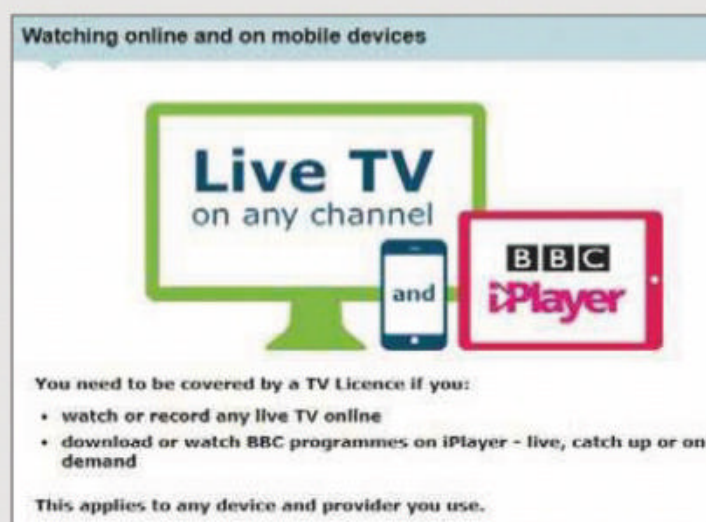 Watching online and on mobile devices
Live TV
on any channel
and
BBC
iPlayer
You need to be covered by a TV Licence if you:
• watch or record any live TV online
• download or watch BBC programmes on iPlayer - live, catch up or on
demand
This applies to any device and provider you use.